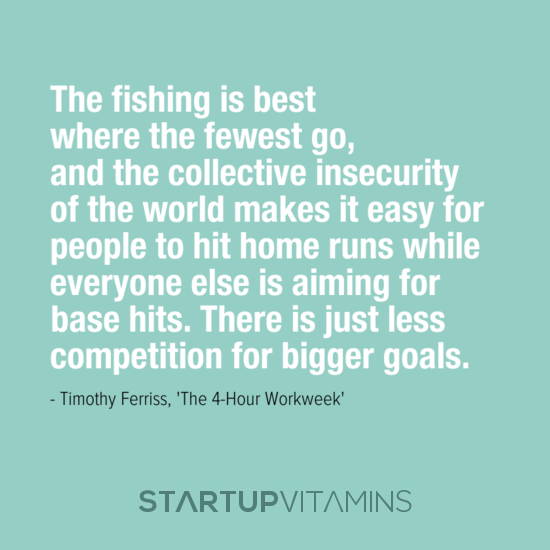 The fishing is best
where the fewest go,
and the collective insecurity
of the world makes it easy for
people to hit home runs while
everyone else is aiming for
base hits. There is just less
competition for bigger goals.
- Timothy Ferriss, 'The 4-Hour Workweek'
STARTUPVITAMINS